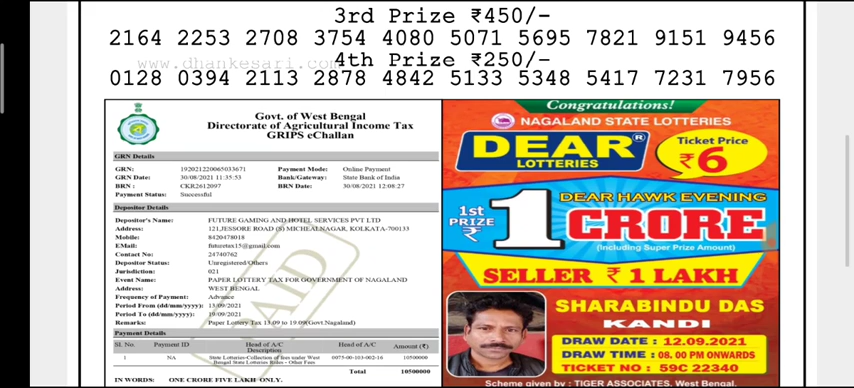 3rd Prize ₹450/-
2164 2253 2708 3754 4080 5071 5695 7821 9151 9456
www.dhankesari.com
4th Prize ₹250/-
0128 0394 2113 2878 4842 5133 5348 5417 7231 7956
Govt. of West Bengal
Directorate of Agricultural Income Tax
GRIPS eChallan
GRN Details
GRN: 192021220065033671 Payment Mode: Online Payment
GRN Date: 30/08/2021 11:35:53 Bank/Gateway: State Bank of India
BRN : CKR2612097 BRN Date: 30/08/2021 12:08:27
Payment Status: Successful
Depositor Details
Depositor's Name: FUTURE GAMING AND HOTEL SERVICES PVT LTD
Address: 121,JESSORE ROAD (S) MICHEALNAGAR, KOLKATA-700133
Mobile: 8420478018
EMail: futuretax15@gmail.com
Contact No: 24740762
Depositor Status: Unregistered/Others
Jurisdiction: 021
Event Name: PAPER LOTTERY TAX FOR GOVERNMENT OF NAGALAND
Address: WEST BENGAL
Frequency of Payment: Advance
Period From (dd/mm/yyyy): 13/09/2021
Period To (dd/mm/yyyy): 19/09/2021
Remarks: Paper Lottery Tax 13.09 to 19.09(Govt.Nagaland)
PAID
Payment Details
Sl. No. Payment ID Head of A/C Description Head of A/C Amount (₹)
1 NA State Lotteries-Collection of fees under West Bengal State Lotteries Rules - Other Fees 0075-00-103-002-16 10500000
Total 10500000
IN WORDS: ONE CRORE FIVE LAKH ONLY.
Congratulations!
NAGALAND STATE LOTTERIES
DEAR®
LOTTERIES
Ticket Price
₹6
DEAR HAWK EVENING
1st PRIZE ₹ 1 CRORE
(Including Super Prize Amount)
SELLER ₹ 1 LAKH
SHARABINDU DAS
KANDI
DRAW DATE : 12.09.2021
DRAW TIME : 08.00 PM ONWARDS
TICKET NO : 59C 22340
Scheme given by : TIGER ASSOCIATES, West Bengal.